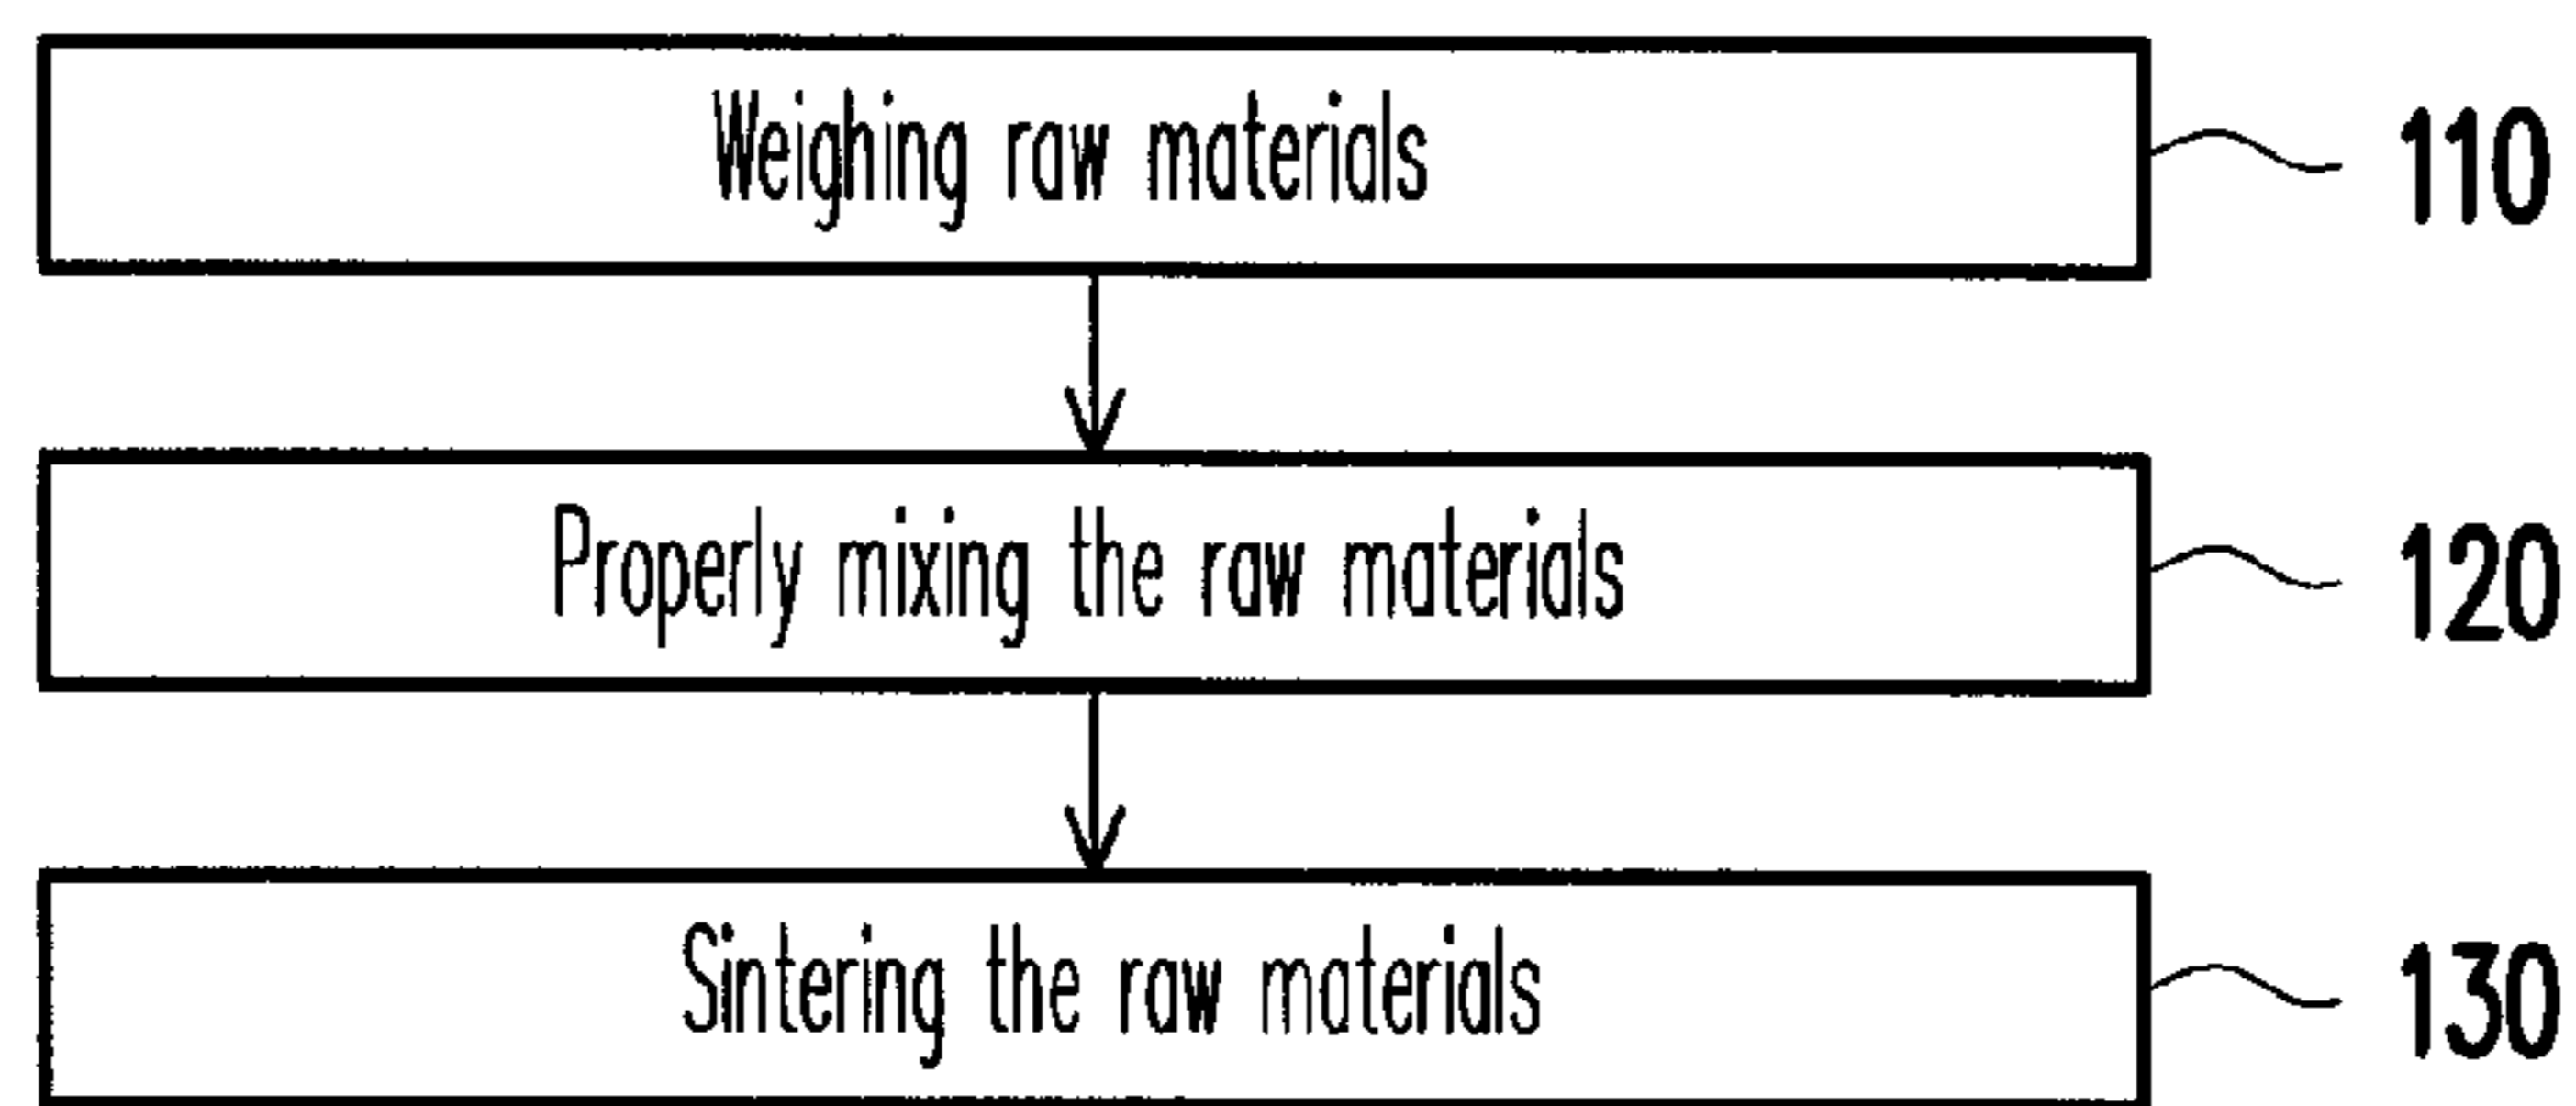 Weighing raw materials 110
Properly mixing the raw materials 120
Sintering the raw materials 130